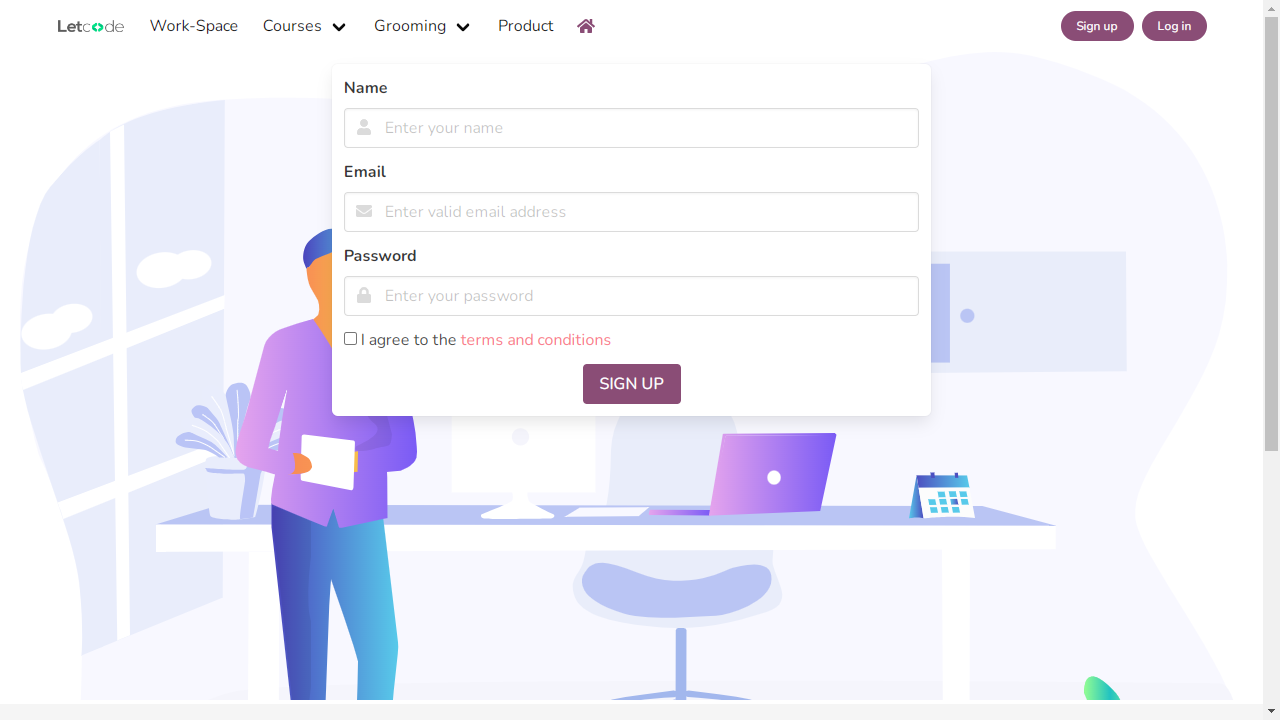 Letcode Work-Space Courses Grooming Product Sign up Log in
Name
Enter your name
Email
Enter valid email address
Password
Enter your password
I agree to the terms and conditions
SIGN UP